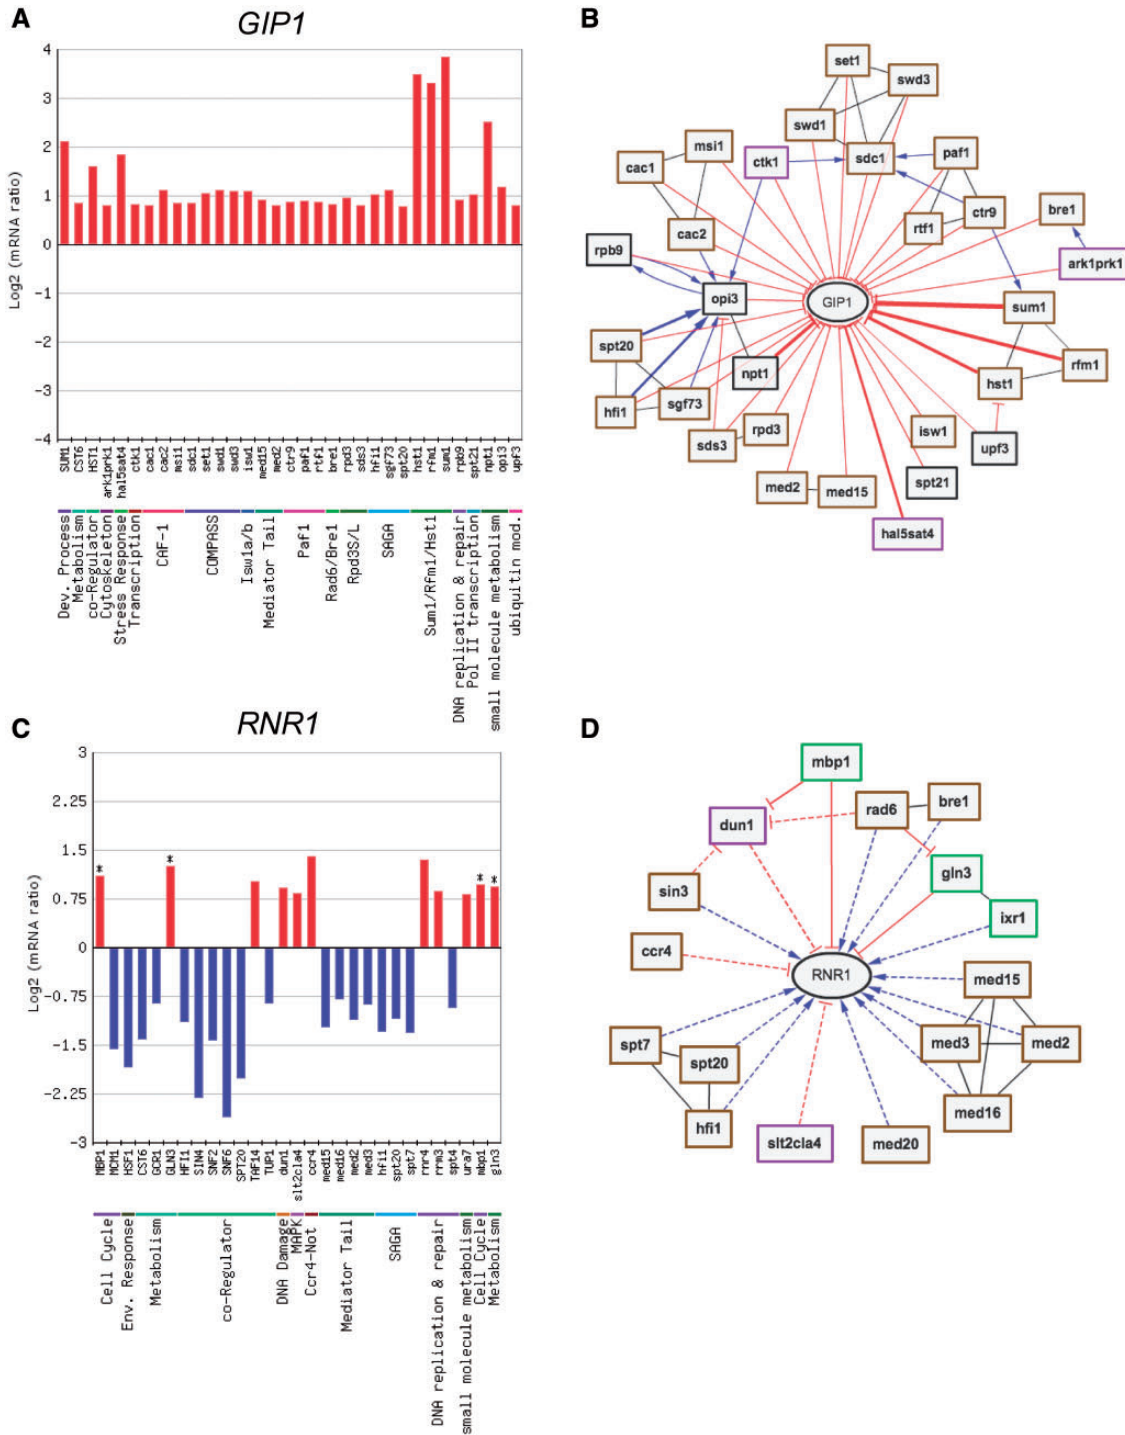 A
GIP1
4
3
2
1
0
-1
-2
-3
-4
Log2 (mRNA ratio)
SUM1
CST6
HST1
ark1prk1
hal5sat4
ctk1
cac1
cac2
msi1
sdc1
set1
swd1
swd3
isw1
med15
med2
ctr9
paf1
rtf1
bre1
rpd3
sds3
hfi1
sgf73
spt20
hst1
rfm1
sum1
rpb9
spt21
npt1
opi3
upf3
Dev. Process
Metabolism
co-Regulator
Cytoskeleton
Stress Response
Transcription
CAF-1
COMPASS
Isw1a/b
Mediator Tail
Paf1
Rad6/Bre1
Rpd3S/L
SAGA
Sum1/Rfm1/Hst1
DNA replication & repair
Pol II transcription
small molecule metabolism
ubiquitin mod.
B
set1
swd3
swd1
msi1
ctk1
sdc1
paf1
cac1
ctr9
bre1
rtf1
cac2
rpb9
ark1prk1
opi3
GIP1
sum1
spt20
rfm1
npt1
hst1
hfi1
sgf73
rpd3
isw1
sds3
upf3
med2
med15
spt21
hal5sat4
C
RNR1
3
2.25
1.5
0.75
0
-0.75
-1.5
-2.25
-3
Log2 (mRNA ratio)
*
*
*
*
MBP1
MCM1
HSF1
CST6
GCR1
GLN3
HFI1
SIN4
SNF2
SNF6
SPT20
TAF14
TUP1
dun1
slt2cla4
ccr4
med15
med16
med2
med3
hfi1
spt20
spt7
rnr4
rrm3
spt4
ura7
mbp1
gln3
Cell Cycle
Env. Response
Metabolism
co-Regulator
DNA Damage
MAPK
Ccr4-Not
Mediator Tail
SAGA
DNA replication & repair
small molecule metabolism
Cell Cycle
Metabolism
D
mbp1
rad6
bre1
dun1
gln3
sin3
ixr1
ccr4
RNR1
med15
spt7
med3
med2
spt20
hfi1
med16
slt2cla4
med20